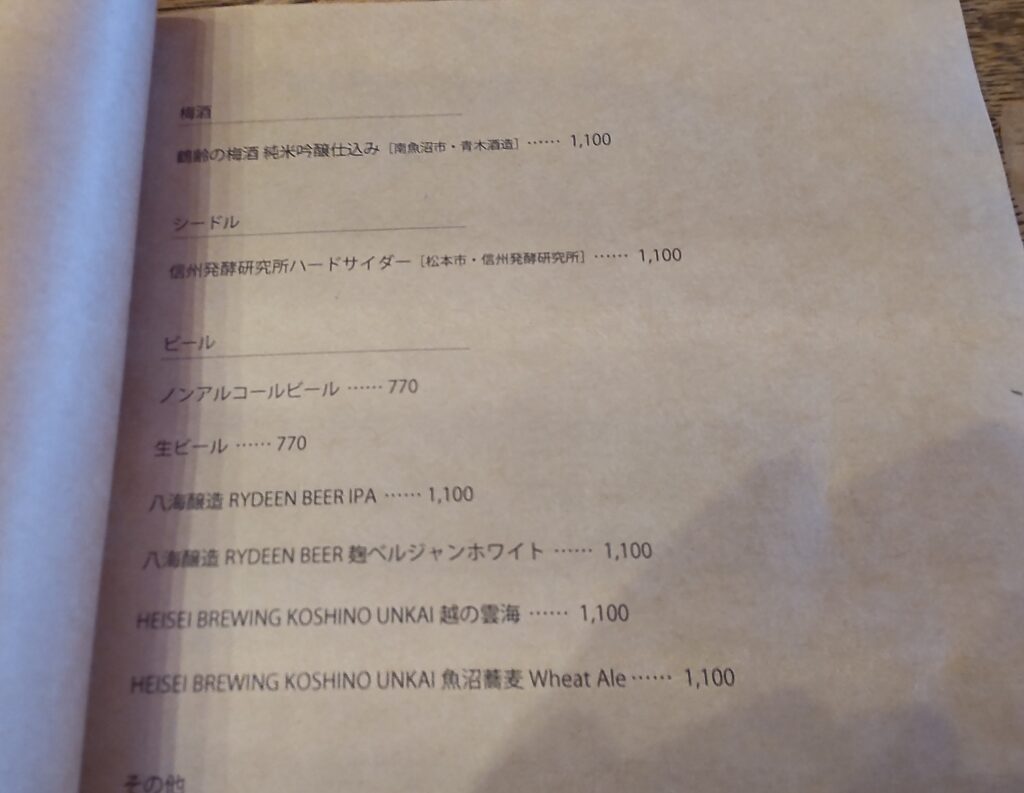 梅酒
鶴齢の梅酒 純米吟醸仕込み［南魚沼市・青木酒造］…… 1,100
シードル
信州発酵研究所ハードサイダー［松本市・信州発酵研究所］…… 1,100
ビール
ノンアルコールビール …… 770
生ビール …… 770
八海醸造 RYDEEN BEER IPA …… 1,100
八海醸造 RYDEEN BEER 麹ベルジャンホワイト …… 1,100
HEISEI BREWING KOSHINO UNKAI 越の雲海 …… 1,100
HEISEI BREWING KOSHINO UNKAI 魚沼蕎麦 Wheat Ale …… 1,100
その他